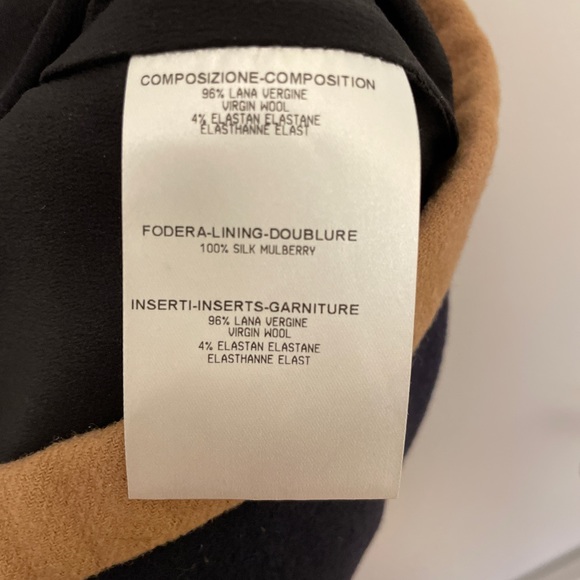 COMPOSIZIONE-COMPOSITION
96% LANA VERGINE
VIRGIN WOOL
4% ELASTAN ELASTANE
ELASTHANNE ELAST
FODERA-LINING-DOUBLURE
100% SILK MULBERRY
INSERTI-INSERTS-GARNITURE
96% LANA VERGINE
VIRGIN WOOL
4% ELASTAN ELASTANE
ELASTHANNE ELAST